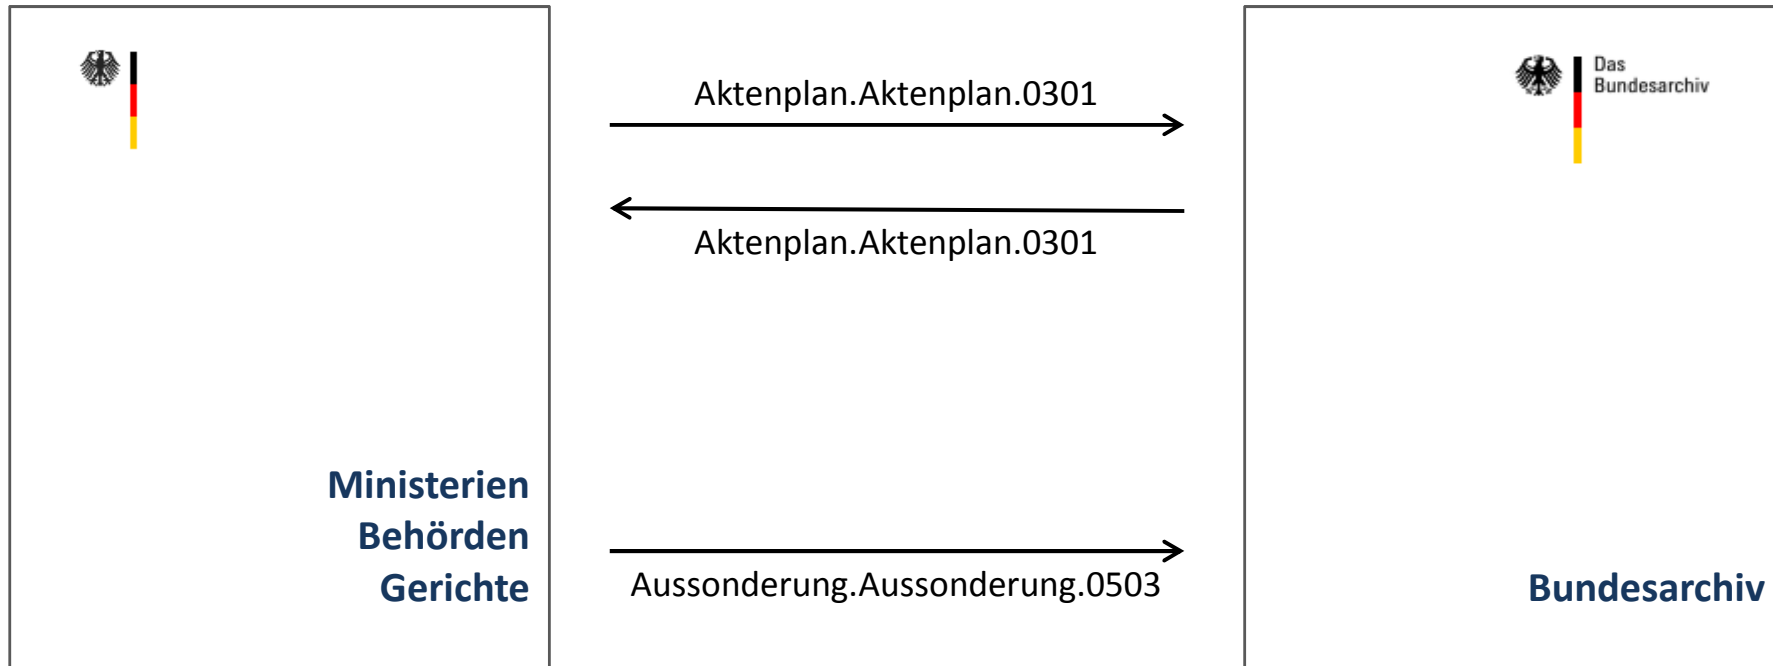 Aktenplan.Aktenplan.0301
Das
Bundesarchiv
Aktenplan.Aktenplan.0301
Ministerien
Behörden
Gerichte
Aussonderung.Aussonderung.0503
Bundesarchiv